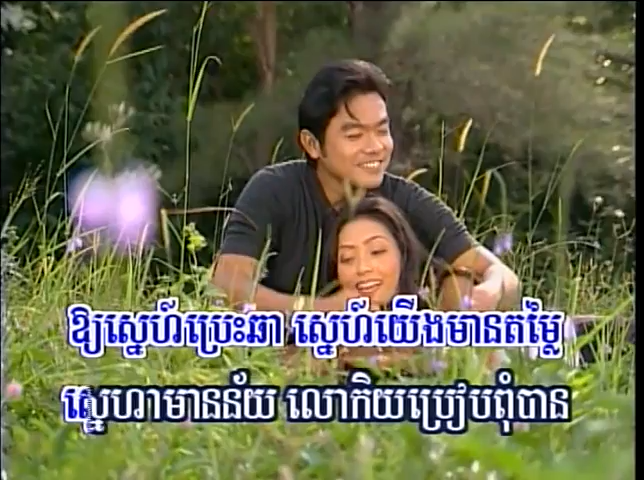 ឱ្យស្នេហ៍ប្រេះឆា ស្នេហ៍យើងមានតម្លៃ
ស្នេហាមានន័យ លោកិយប្រៀបពុំបាន